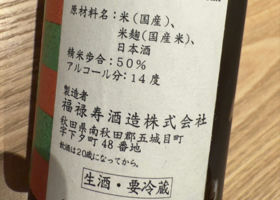 原材料名：米（国産）、
米麹（国産米）、
日本酒
精米歩合：50％
アルコール分：14度
製造者
福禄寿酒造株式会社
秋田県南秋田郡五城目町
字下夕町48番地
飲酒は20歳になってから。
生酒・要冷蔵